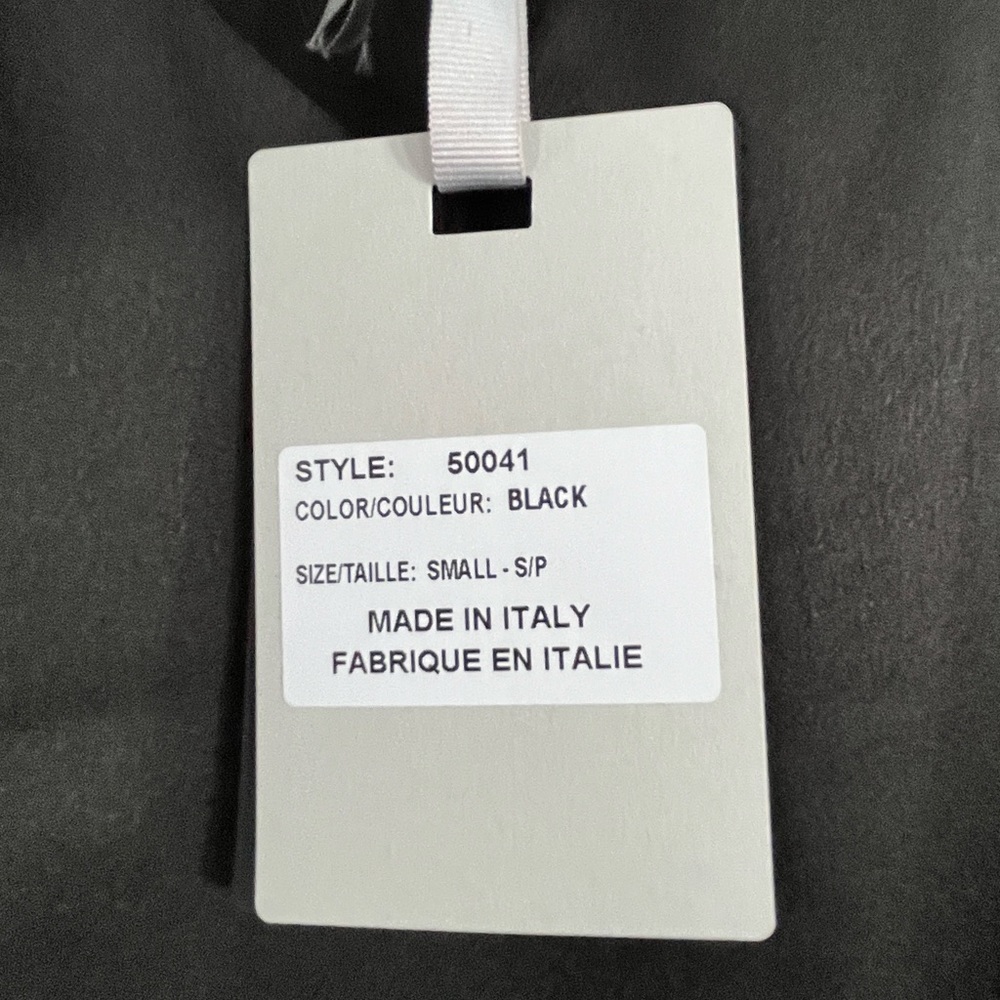 STYLE: 50041
COLOR/COULEUR: BLACK
SIZE/TAILLE: SMALL - S/P
MADE IN ITALY
FABRIQUE EN ITALIE